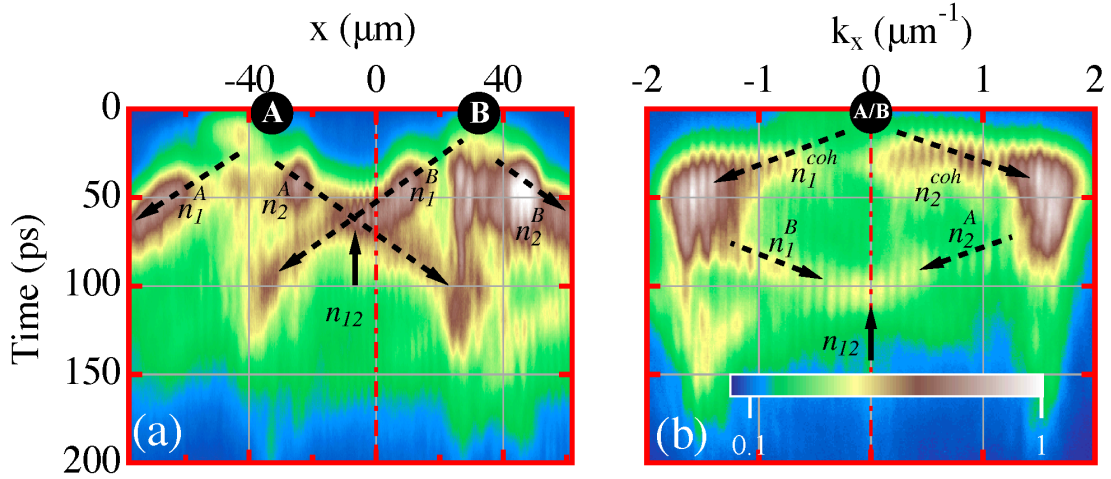 x (μm)
-40 0 40
A B
Time (ps)
0
50
100
150
200
n₁ᴬ n₂ᴬ n₁ᴮ n₂ᴮ
n₁₂
(a)
kₓ (μm⁻¹)
-2 -1 0 1 2
A/B
n₁ᶜᵒʰ n₂ᶜᵒʰ
n₁ᴮ n₂ᴬ
n₁₂
(b)
0.1 1